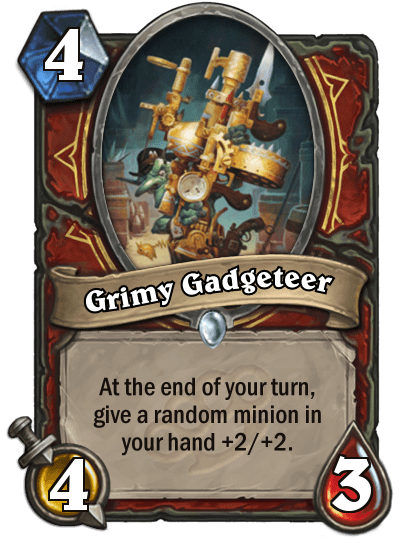 4
Grimy Gadgeteer
At the end of your turn,
give a random minion in
your hand +2/+2.
4
3